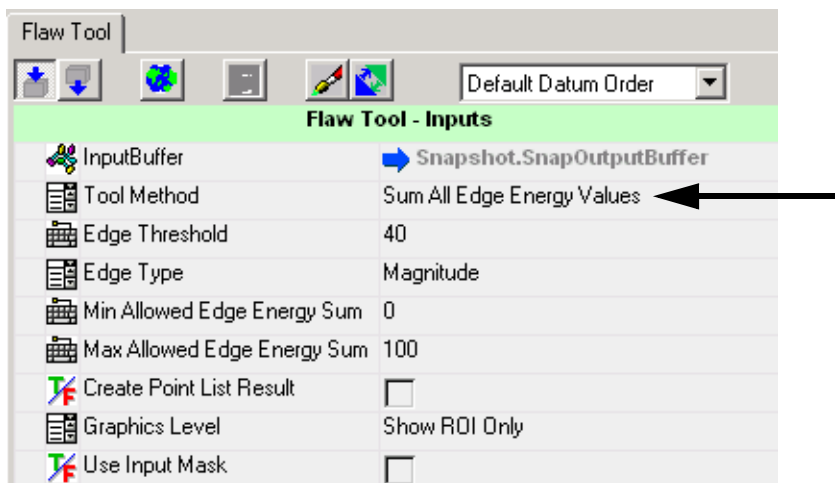 Flaw Tool
Default Datum Order
Flaw Tool - Inputs
InputBuffer Snapshot.SnapOutputBuffer
Tool Method Sum All Edge Energy Values
Edge Threshold 40
Edge Type Magnitude
Min Allowed Edge Energy Sum 0
Max Allowed Edge Energy Sum 100
T/F Create Point List Result
Graphics Level Show ROI Only
T/F Use Input Mask